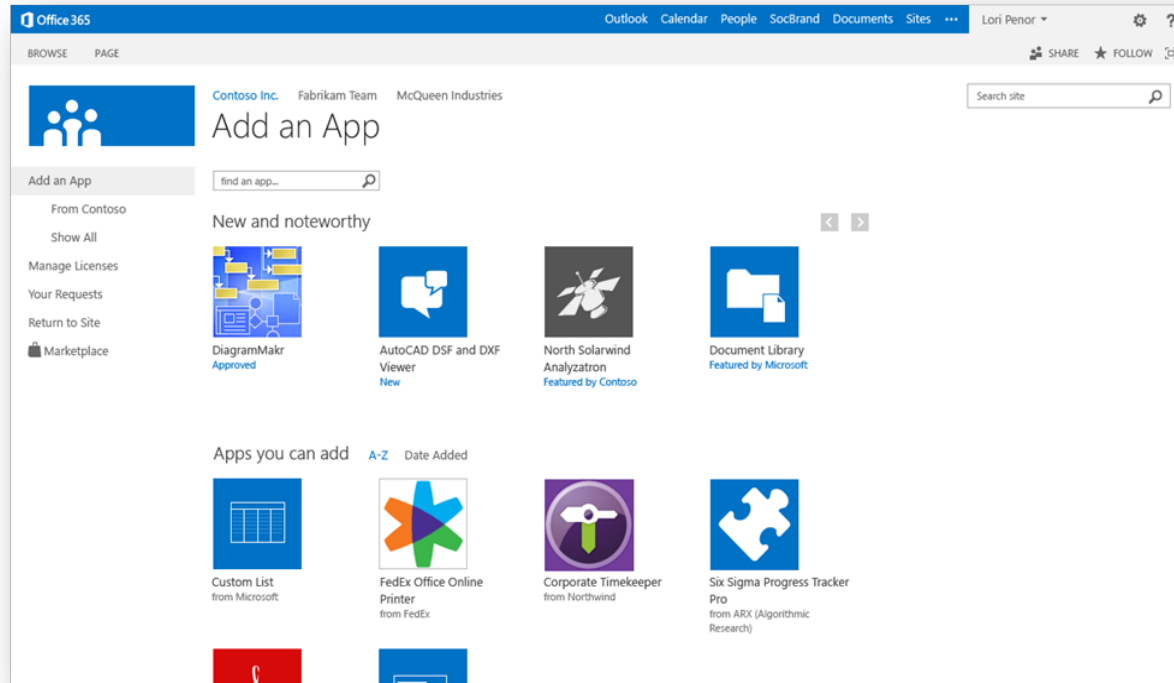 Office 365
Outlook Calendar People SocBrand Documents Sites ••• Lori Penor ?
BROWSE PAGE
SHARE FOLLOW
Contoso Inc. Fabrikam Team McQueen Industries
Search site
Add an App
Add an App
From Contoso
Show All
Manage Licenses
Your Requests
Return to Site
Marketplace
find an app...
New and noteworthy
DiagramMakr
Approved
AutoCAD DSF and DXF
Viewer
New
North Solarwind
Analyzatron
Featured by Contoso
Document Library
Featured by Microsoft
Apps you can add A-Z Date Added
Custom List
from Microsoft
FedEx Office Online
Printer
from FedEx
Corporate Timekeeper
from Northwind
Six Sigma Progress Tracker
Pro
from ARX (Algorithmic
Research)